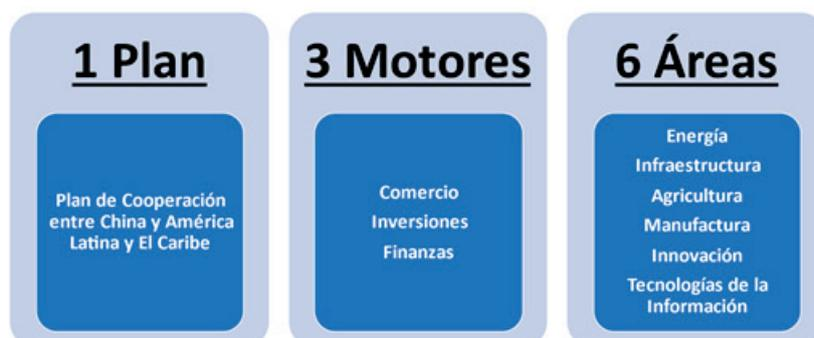 1 Plan
Plan de Cooperación
entre China y América
Latina y El Caribe
3 Motores
Comercio
Inversiones
Finanzas
6 Áreas
Energía
Infraestructura
Agricultura
Manufactura
Innovación
Tecnologías de la
Información